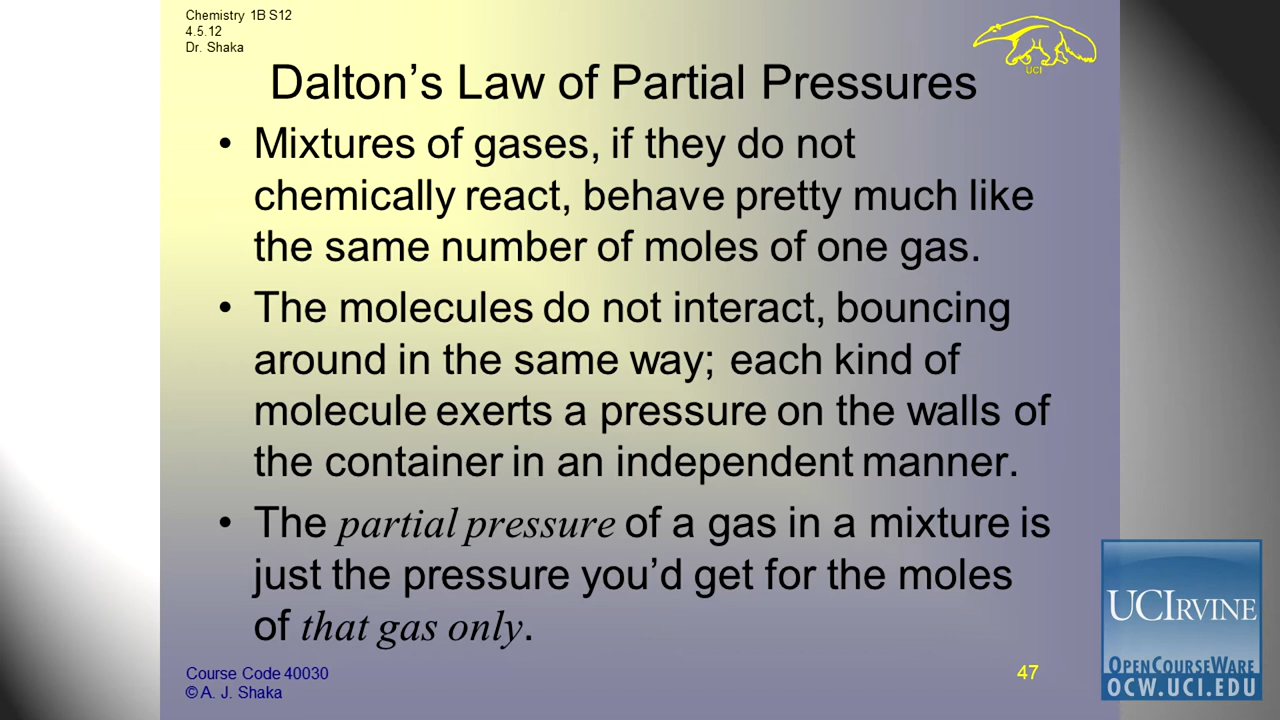 Chemistry 1B S12
4.5.12
Dr. Shaka
UCI
Dalton’s Law of Partial Pressures
• Mixtures of gases, if they do not
chemically react, behave pretty much like
the same number of moles of one gas.
• The molecules do not interact, bouncing
around in the same way; each kind of
molecule exerts a pressure on the walls of
the container in an independent manner.
• The partial pressure of a gas in a mixture is
just the pressure you’d get for the moles
of that gas only.
Course Code 40030
© A. J. Shaka
47
UCIRVINE
OPENCOURSEWARE
OCW.UCI.EDU